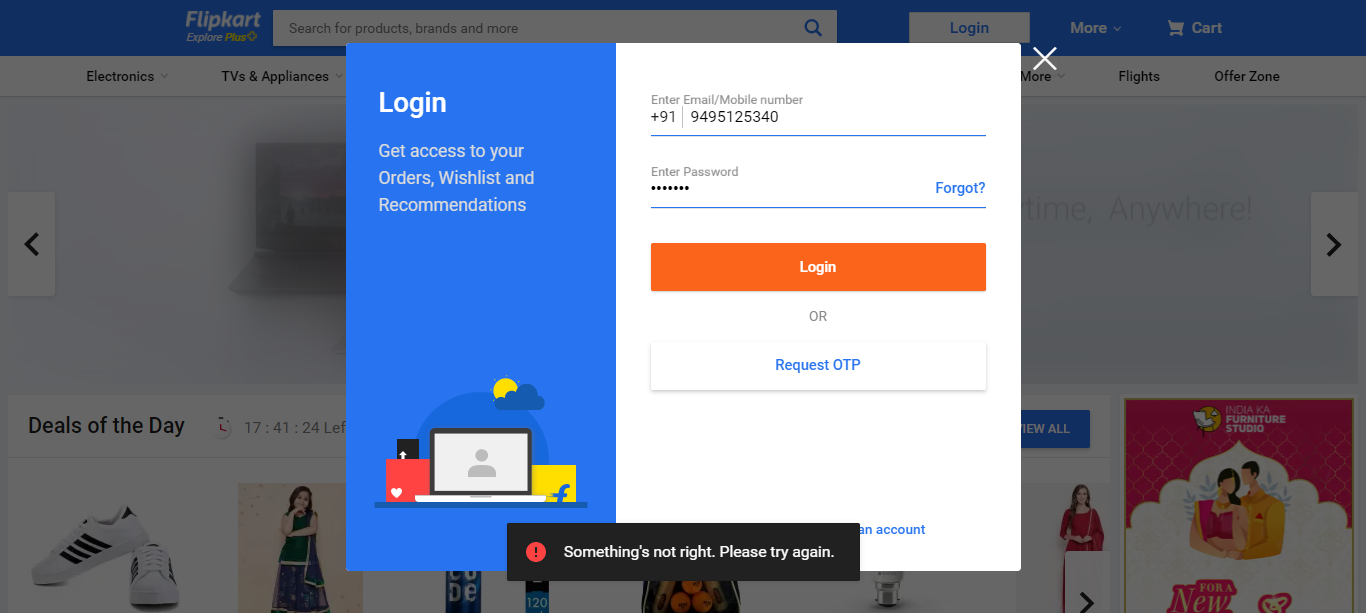 Flipkart
Explore Plus
Search for products, brands and more
Login
More
Cart
Electronics
TVs & Appliances
More
Flights
Offer Zone
Login
Get access to your
Orders, Wishlist and
Recommendations
Enter Email/Mobile number
+91 9495125340
Enter Password
•••••••
Forgot?
Login
OR
Request OTP
an account
Something's not right. Please try again.
ytime, Anywhere!
Deals of the Day
17 : 41 : 24 Lef
VIEW ALL
INDIA KA
FURNITURE
STUDIO
FOR A
New
120